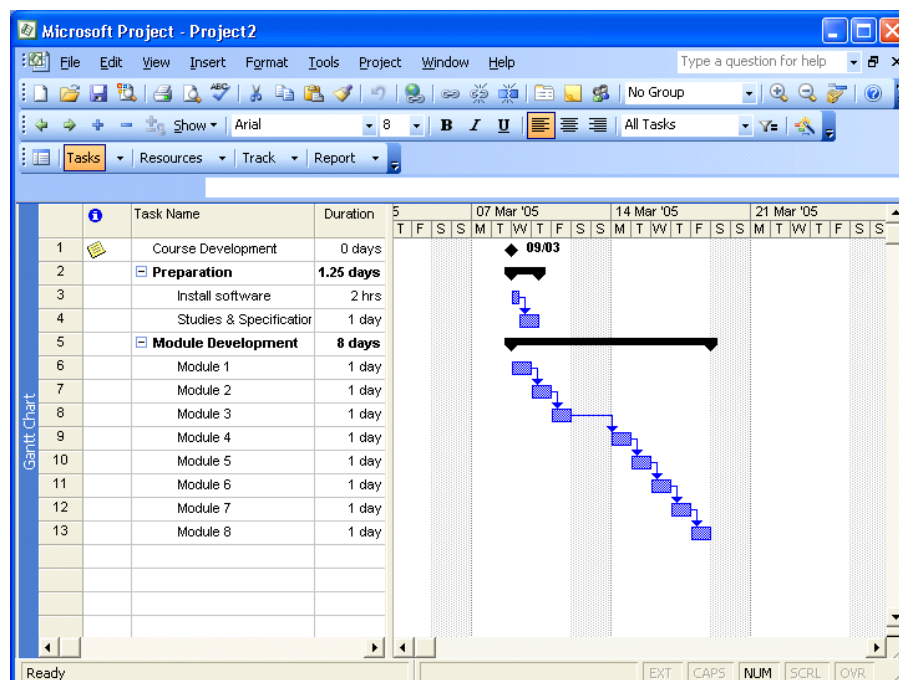 Microsoft Project - Project2
File Edit View Insert Format Tools Project Window Help Type a question for help
ABC No Group
Show Arial 8 B I U All Tasks
Tasks Resources Track Report
Task Name Duration 5 07 Mar '05 14 Mar '05 21 Mar '05
T F S S M T W T F S S M T W T F S S M T W T F S S
1 Course Development 0 days 09/03
2 Preparation 1.25 days
3 Install software 2 hrs
4 Studies & Specification 1 day
5 Module Development 8 days
6 Module 1 1 day
7 Module 2 1 day
8 Module 3 1 day
9 Module 4 1 day
10 Module 5 1 day
11 Module 6 1 day
12 Module 7 1 day
13 Module 8 1 day
Gantt Chart
Ready EXT CAPS NUM SCRL OVR